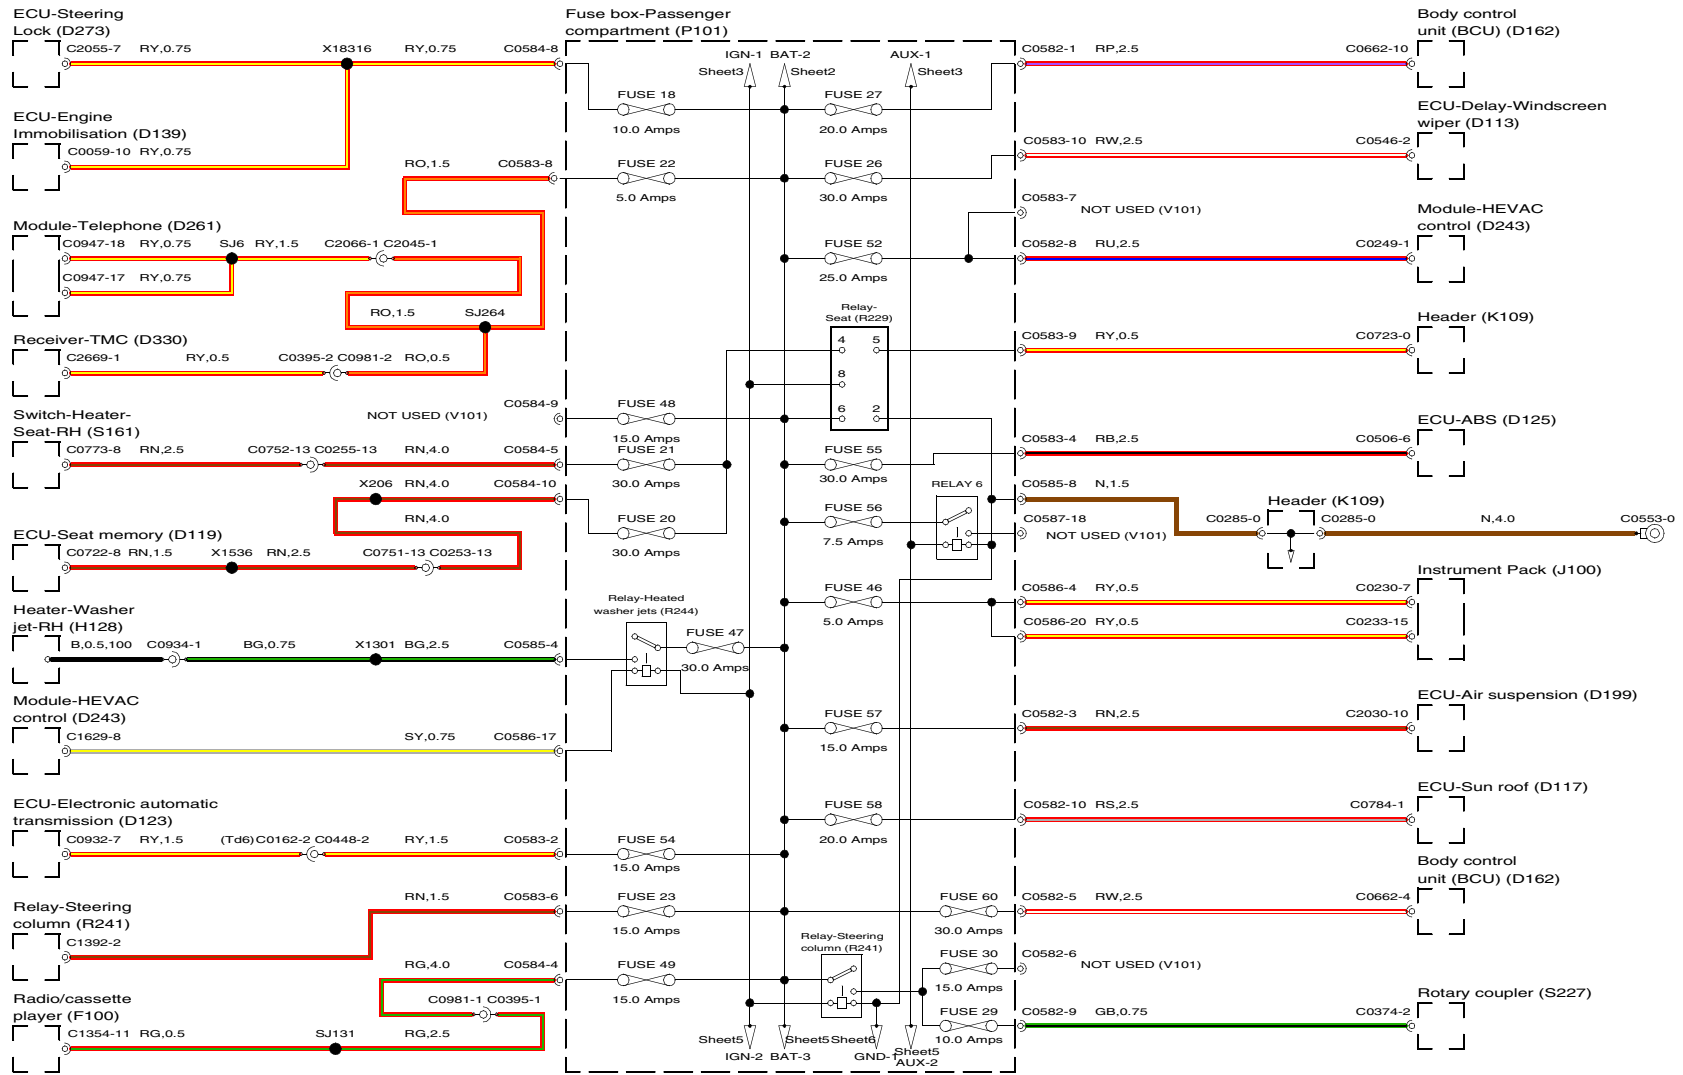 ECU-Steering
Lock (D273)
C2055-7 RY,0.75 X18316 RY,0.75 C0584-8
ECU-Engine
Immobilisation (D139)
C0059-10 RY,0.75
RO,1.5 C0583-8
Module-Telephone (D261)
C0947-18 RY,0.75 SJ6 RY,1.5 C2066-1 C2045-1
C0947-17 RY,0.75
RO,1.5 SJ264
Receiver-TMC (D330)
C2669-1 RY,0.5 C0395-2 C0981-2 RO,0.5
NOT USED (V101) C0584-9
Switch-Heater-
Seat-RH (S161)
C0773-8 RN,2.5 C0752-13 C0255-13 RN,4.0 C0584-5
X206 RN,4.0 C0584-10
RN,4.0
ECU-Seat memory (D119)
C0722-8 RN,1.5 X1536 RN,2.5 C0751-13 C0253-13
Heater-Washer
jet-RH (H128)
B,0.5,100 C0934-1 BG,0.75 X1301 BG,2.5 C0585-4
Module-HEVAC
control (D243)
C1629-8 SY,0.75 C0586-17
ECU-Electronic automatic
transmission (D123)
C0932-7 RY,1.5 (Td6) C0162-2 C0448-2 RY,1.5 C0583-2
RN,1.5 C0583-6
Relay-Steering
column (R241)
C1392-2
RG,4.0 C0584-4
C0981-1 C0395-1
Radio/cassette
player (F100)
C1354-11 RG,0.5 SJ131 RG,2.5
Fuse box-Passenger
compartment (P101)
IGN-1 BAT-2 AUX-1
Sheet3 Sheet2 Sheet3
FUSE 18 FUSE 27
10.0 Amps 20.0 Amps
FUSE 22 FUSE 26
5.0 Amps 30.0 Amps
FUSE 52
25.0 Amps
Relay-
Seat (R229)
4 5
8
6 2
FUSE 48
15.0 Amps
FUSE 21 FUSE 55
30.0 Amps 30.0 Amps
RELAY 6
FUSE 20 FUSE 56
30.0 Amps 7.5 Amps
FUSE 46
5.0 Amps
Relay-Heated
washer jets (R244)
FUSE 47
30.0 Amps
FUSE 57
15.0 Amps
FUSE 58
20.0 Amps
FUSE 54
15.0 Amps
FUSE 23 FUSE 60
15.0 Amps 30.0 Amps
Relay-Steering
column (R241)
FUSE 49 FUSE 30
15.0 Amps 15.0 Amps
FUSE 29
10.0 Amps
Sheet5 Sheet5 Sheet6 Sheet5
IGN-2 BAT-3 GND-1 AUX-2
Body control
unit (BCU) (D162)
C0582-1 RP,2.5 C0662-10
ECU-Delay-Windscreen
wiper (D113)
C0583-10 RW,2.5 C0546-2
C0583-7 NOT USED (V101)
Module-HEVAC
control (D243)
C0582-8 RU,2.5 C0249-1
Header (K109)
C0583-9 RY,0.5 C0723-0
ECU-ABS (D125)
C0583-4 RB,2.5 C0506-6
C0585-8 N,1.5
Header (K109)
C0285-0 C0285-0 N,4.0 C0553-0
C0587-18
NOT USED (V101)
Instrument Pack (J100)
C0586-4 RY,0.5 C0230-7
C0586-20 RY,0.5 C0233-15
ECU-Air suspension (D199)
C0582-3 RN,2.5 C2030-10
ECU-Sun roof (D117)
C0582-10 RS,2.5 C0784-1
Body control
unit (BCU) (D162)
C0582-5 RW,2.5 C0662-4
C0582-6 NOT USED (V101)
Rotary coupler (S227)
C0582-9 GB,0.75 C0374-2